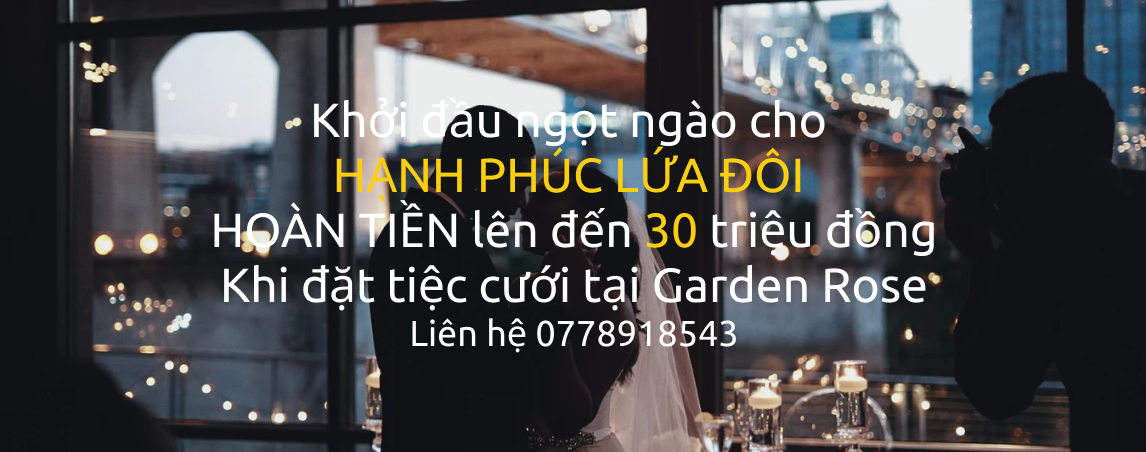 Khởi đầu ngọt ngào cho
HẠNH PHÚC LỨA ĐÔI
HOÀN TIỀN lên đến 30 triệu đồng
Khi đặt tiệc cưới tại Garden Rose
Liên hệ 0778918543